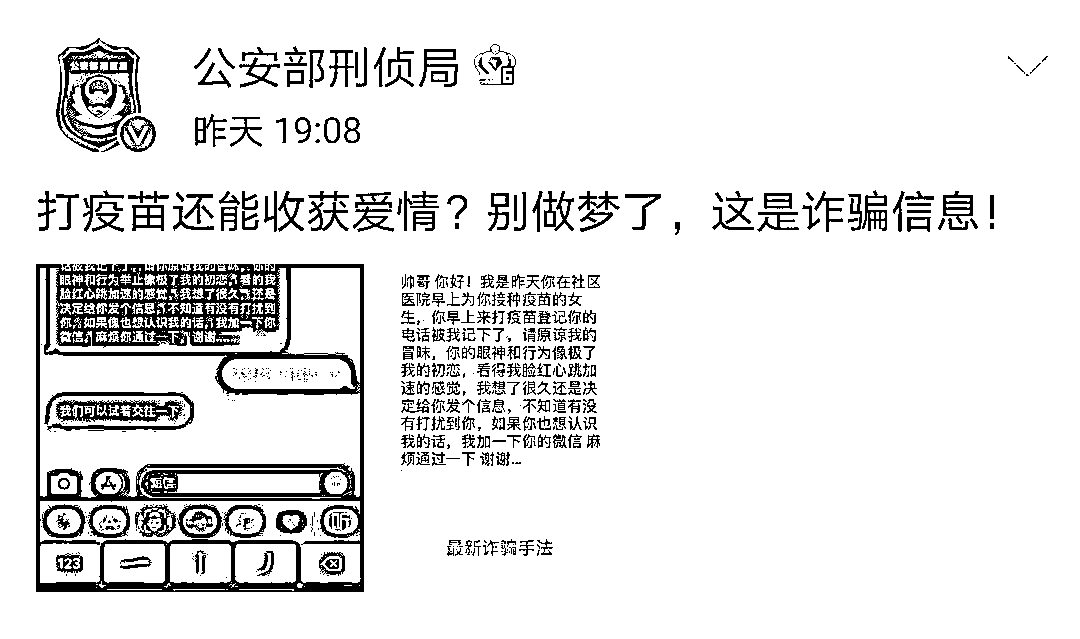 公安部刑侦局
昨天 19:08
打疫苗还能收获爱情？别做梦了，这是诈骗信息！
眼神和行为举止像极了我的初恋，看的我
脸红心跳加速的感觉，我想了很久，还是
决定给你发个信息，不知道有没有打扰到
你，如果你也想认识我的话，我加一下你
微信，麻烦你通过一下，谢谢……
我们可以试着交往一下
短信
123
帅哥 你好！我是昨天你在社区
医院早上为你接种疫苗的女
生，你早上来打疫苗登记你的
电话被我记下了，请原谅我的
冒昧，你的眼神和行为像极了
我的初恋，看得我脸红心跳加
速的感觉，我想了很久还是决
定给你发个信息，不知道有没
有打扰到你，如果你也想认识
我的话，我加一下你的微信 麻
烦通过一下 谢谢...
最新诈骗手法